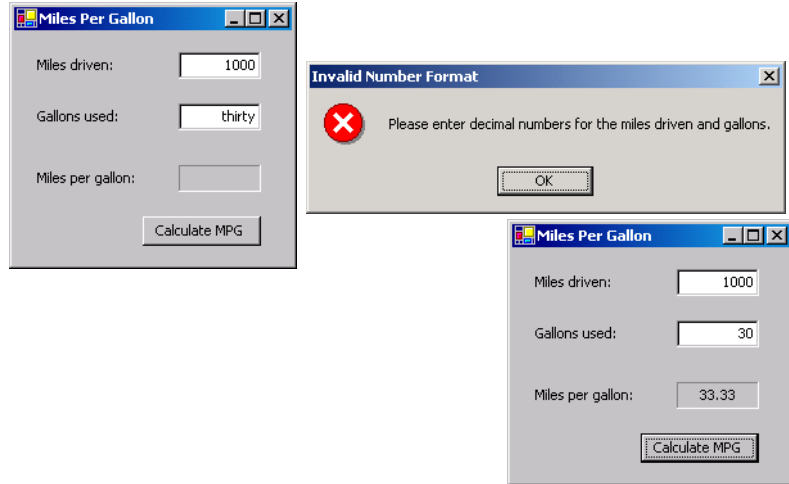 Miles Per Gallon
Miles driven: 1000
Gallons used: thirty
Miles per gallon:
Calculate MPG
Invalid Number Format
Please enter decimal numbers for the miles driven and gallons.
OK
Miles Per Gallon
Miles driven: 1000
Gallons used: 30
Miles per gallon: 33.33
Calculate MPG